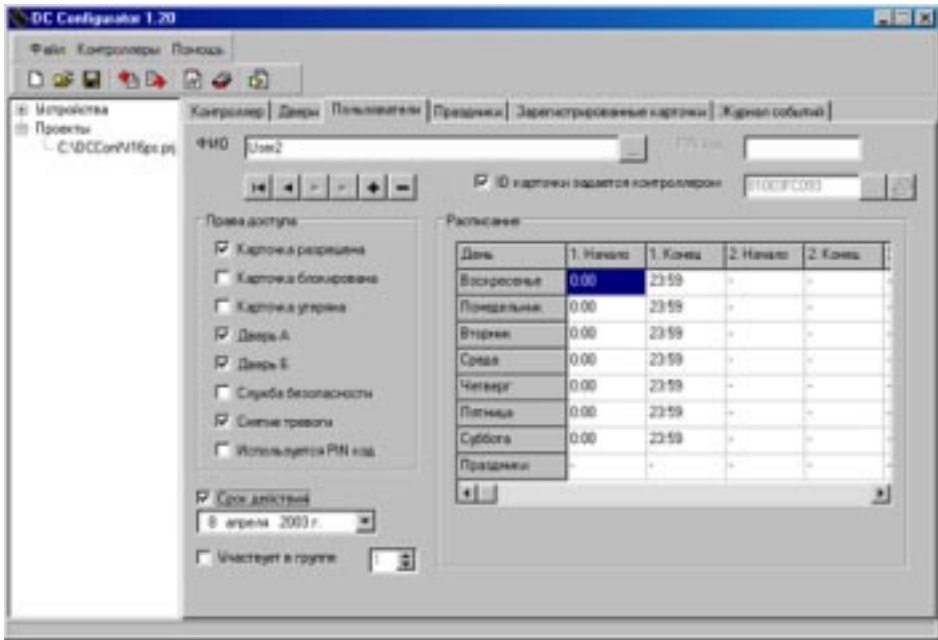 DC Configurator 1.20
Файл Контроллеры Помощь
Устройства
Проекты
Контроллер Двери Пользователи Праздники Зарегистрированные карточки Журнал событий
ФИО User2
ID карточки задается контроллером
Права доступа
Карточка разрешена
Карточка блокирована
Карточка утеряна
Дверь А
Дверь Б
Служба безопасности
Снятие тревоги
Используется PIN код
Срок действия
8 апреля 2003 г.
Участвует в группе 1
Расписание
День 1. Начало 1. Конец 2. Начало 2. Конец
Воскресенье 0:00 23:59 - -
Понедельник 0:00 23:59 - -
Вторник 0:00 23:59 - -
Среда 0:00 23:59 - -
Четверг 0:00 23:59 - -
Пятница 0:00 23:59 - -
Суббота 0:00 23:59 - -
Праздники - - - -